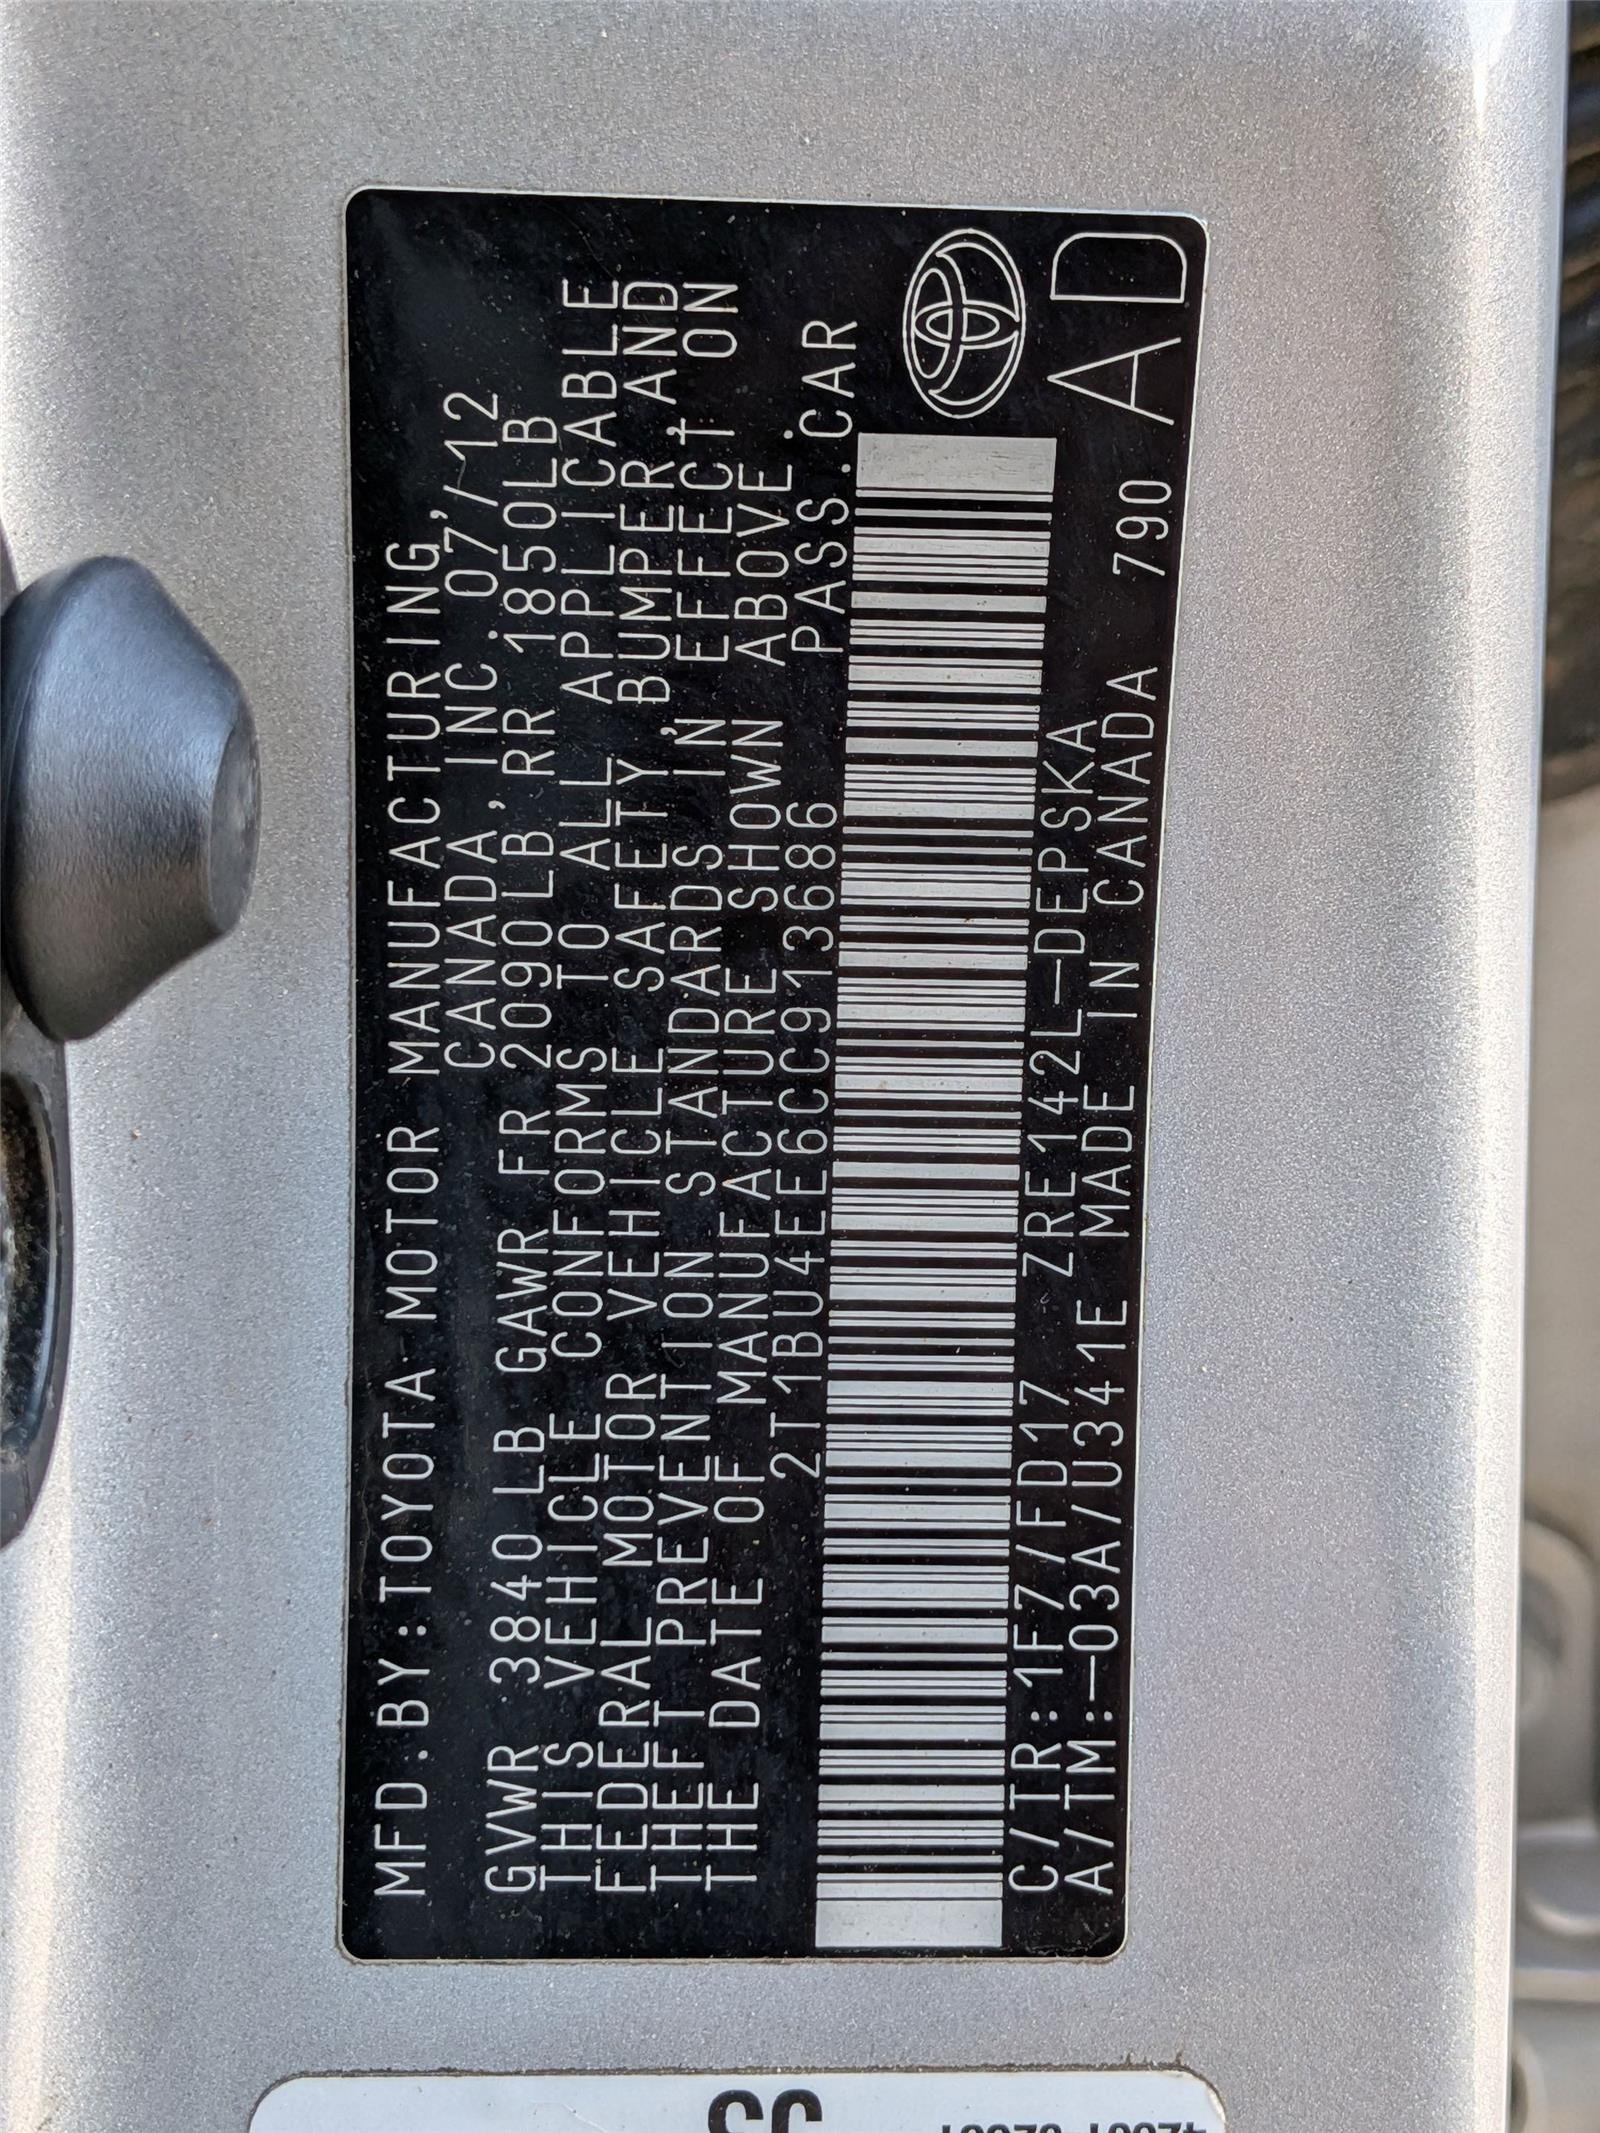 MFD.BY:TOYOTA MOTOR MANUFACTURING,
CANADA, INC. 07/12
GVWR 3840 LB GAWR FR 2090LB, RR 1850LB
THIS VEHICLE CONFORMS TO ALL APPLICABLE
FEDERAL MOTOR VEHICLE SAFETY, BUMPER, AND
THEFT PREVENTION STANDARDS IN EFFECT ON
THE DATE OF MANUFACTURE SHOWN ABOVE.
2T1BU4EE6CC913686 PASS.CAR
C/TR:1F7/FD17 ZRE142L-DEPSKA
A/TM:-03A/U341E MADE IN CANADA 790 AD